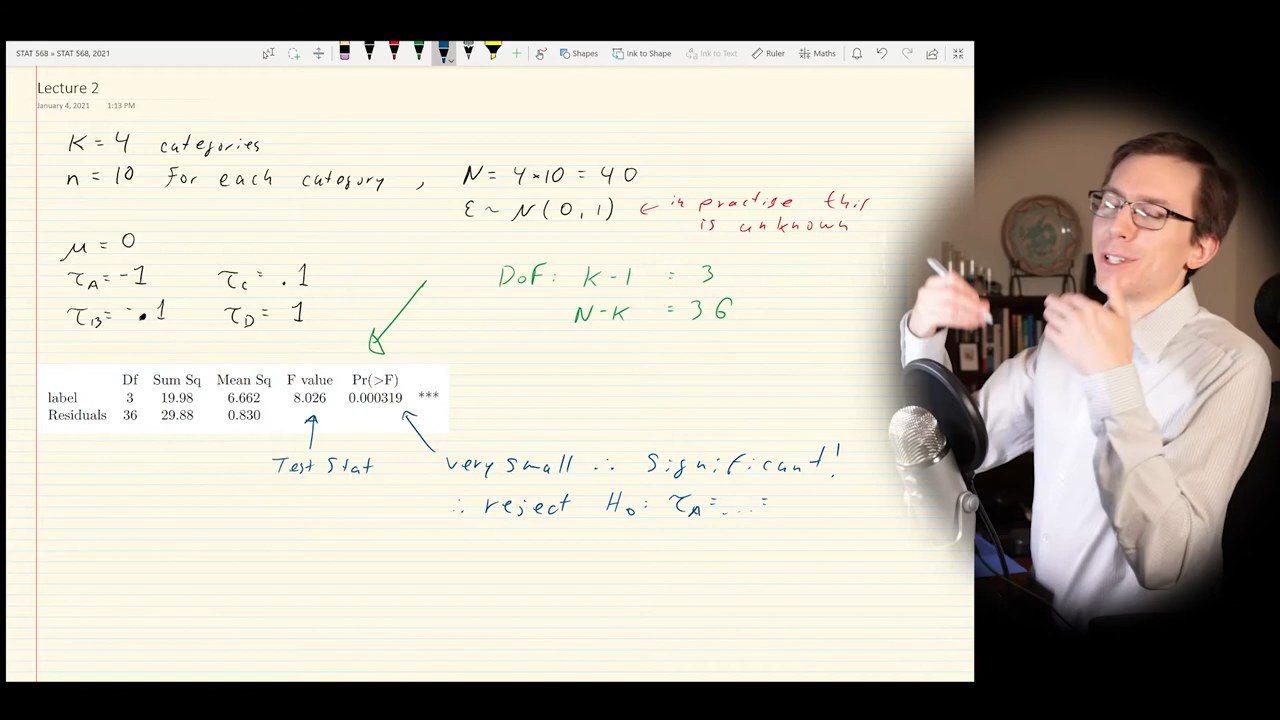 STAT 568 » STAT 568, 2021
Shapes Ink to Shape Ink to Text Ruler Maths
Lecture 2
January 4, 2021 1:13 PM
K = 4 categories
n = 10 for each category , N = 4×10 = 40
ε ~ N(0,1) ← in practise this
is unknown
μ = 0
τA = -1 τC = .1
τB = -.1 τD = 1
DoF: K-1 = 3
N-K = 36
Df Sum Sq Mean Sq F value Pr(>F)
label 3 19.98 6.662 8.026 0.000319 ***
Residuals 36 29.88 0.830
Test Stat
very small ∴ Significant!
∴ reject H0: τA = ... =